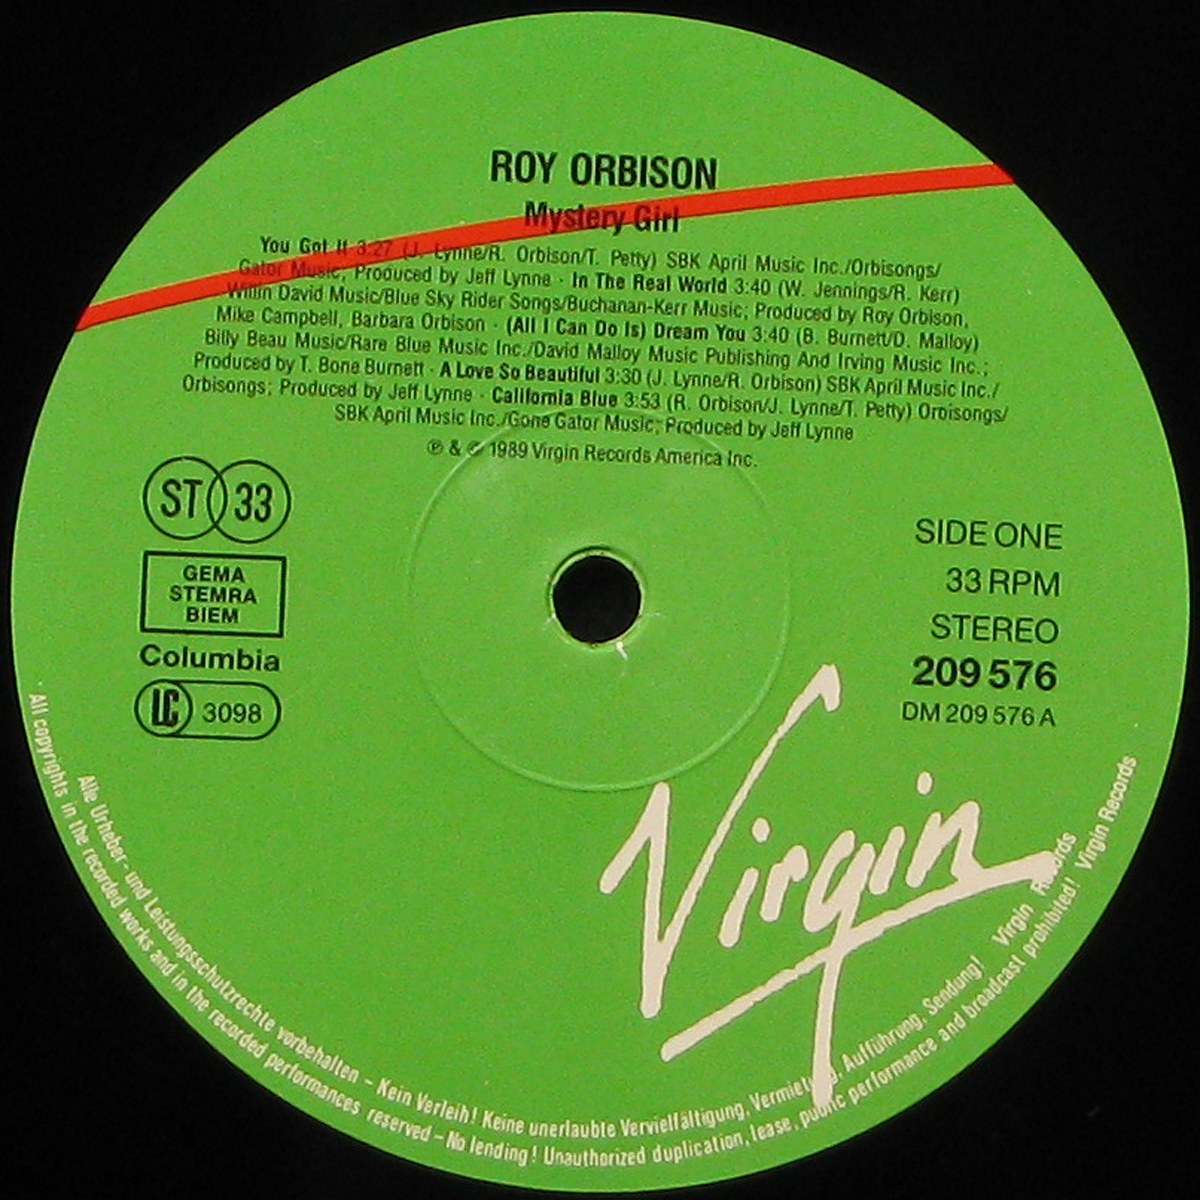 ROY ORBISON
Mystery Girl
You Got It 3:27 (J. Lynne/R. Orbison/T. Petty) SBK April Music Inc./Orbisongs/
Gator Music; Produced by Jeff Lynne · In The Real World 3:40 (W. Jennings/R. Kerr)
Willin David Music/Blue Sky Rider Songs/Buchanan-Kerr Music; Produced by Roy Orbison,
Mike Campbell, Barbara Orbison · (All I Can Do Is) Dream You 3:40 (B. Burnett/D. Malloy)
Billy Beau Music/Rare Blue Music Inc./David Malloy Music Publishing And Irving Music Inc.;
Produced by T. Bone Burnett · A Love So Beautiful 3:30 (J. Lynne/R. Orbison) SBK April Music Inc./
Orbisongs; Produced by Jeff Lynne · California Blue 3:53 (R. Orbison/J. Lynne/T. Petty) Orbisongs/
SBK April Music Inc./Gone Gator Music; Produced by Jeff Lynne
℗ & © 1989 Virgin Records America Inc.
ST 33
GEMA
STEMRA
BIEM
Columbia
LC 3098
SIDE ONE
33 RPM
STEREO
209 576
DM 209 576 A
Virgin
Alle Urheber- und Leistungsschutzrechte vorbehalten – Kein Verleih! Keine unerlaubte Vervielfältigung, Vermietung, Aufführung, Sendung! Virgin Records
All copyrights in the recorded works and in the recorded performances reserved – No lending! Unauthorized duplication, lease, public performance and broadcast prohibited! Virgin Records